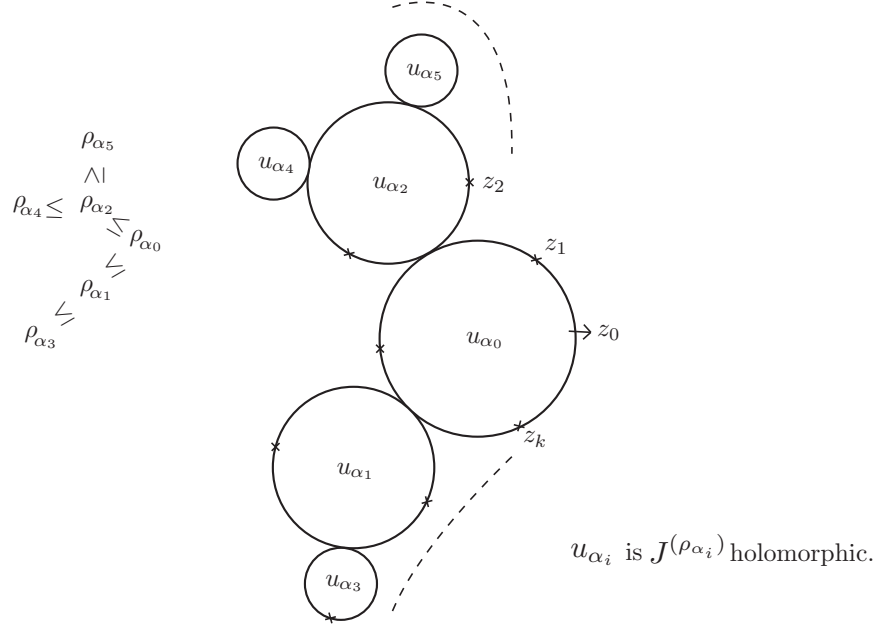 u_{α_5}
ρ_{α_5}
∧|
u_{α_4}
u_{α_2}
z_2
ρ_{α_4} ≤ ρ_{α_2}
≤ ρ_{α_0}
z_1
≤
ρ_{α_1}
≤
ρ_{α_3}
u_{α_0}
z_0
z_k
u_{α_1}
u_{α_i} is J^{(ρ_{α_i})} holomorphic.
u_{α_3}